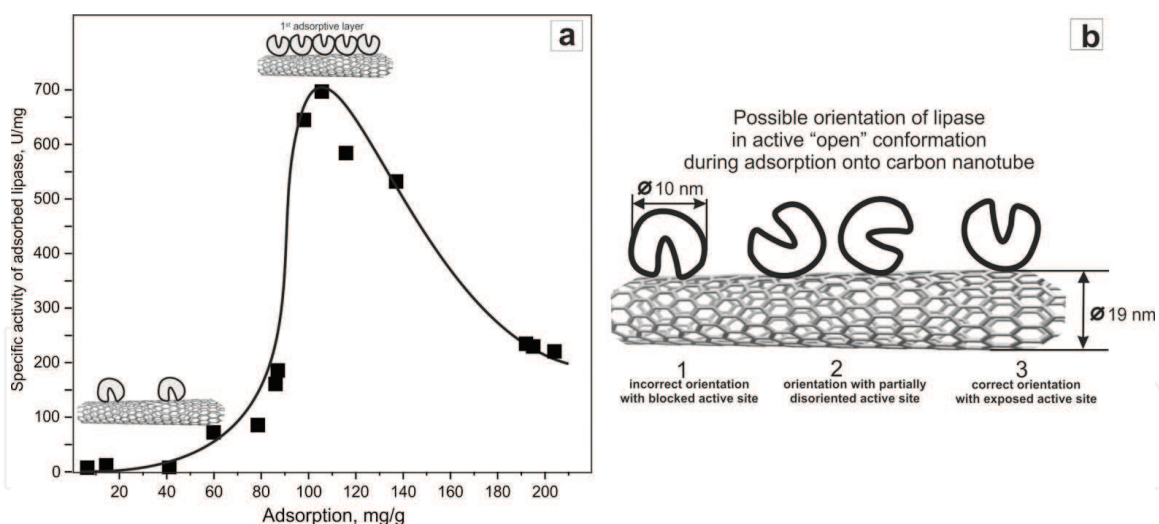 a
1st adsorptive layer
Specific activity of adsorbed lipase, U/mg
700
600
500
400
300
200
100
0
20 40 60 80 100 120 140 160 180 200
Adsorption, mg/g
b
Possible orientation of lipase
in active “open” conformation
during adsorption onto carbon nanotube
Ø 10 nm
Ø 19 nm
1
incorrect orientation
with blocked active site
2
orientation with partially
disoriented active site
3
correct orientation
with exposed active site